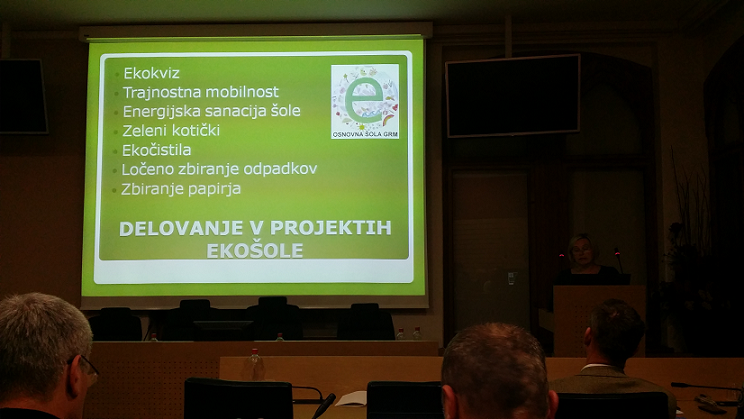 Ekokviz
Trajnostna mobilnost
Energijska sanacija šole
Zeleni kotički
Ekočistila
Ločeno zbiranje odpadkov
Zbiranje papirja
e
OSNOVNA ŠOLA GRM
DELOVANJE V PROJEKTIH
EKOŠOLE